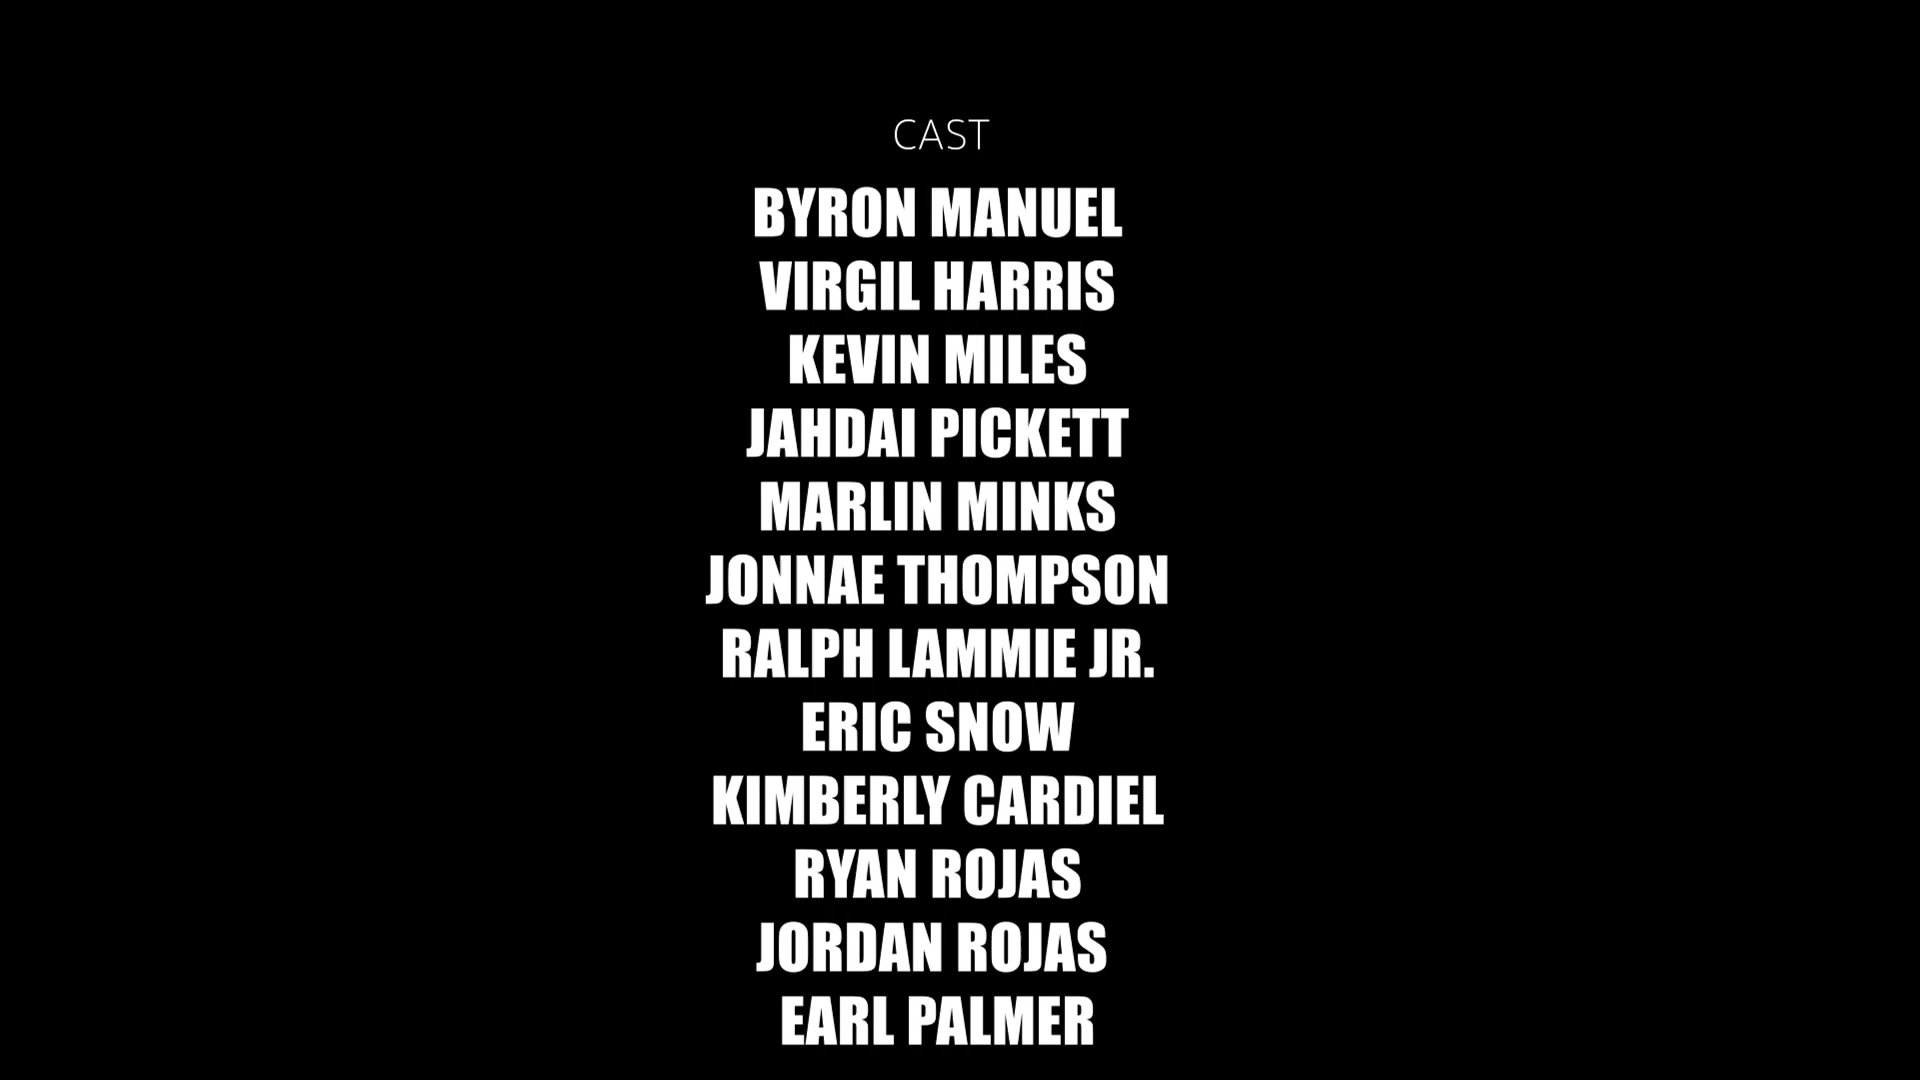 CAST
BYRON MANUEL
VIRGIL HARRIS
KEVIN MILES
JAHDAI PICKETT
MARLIN MINKS
JONNAE THOMPSON
RALPH LAMMIE JR.
ERIC SNOW
KIMBERLY CARDIEL
RYAN ROJAS
JORDAN ROJAS
EARL PALMER